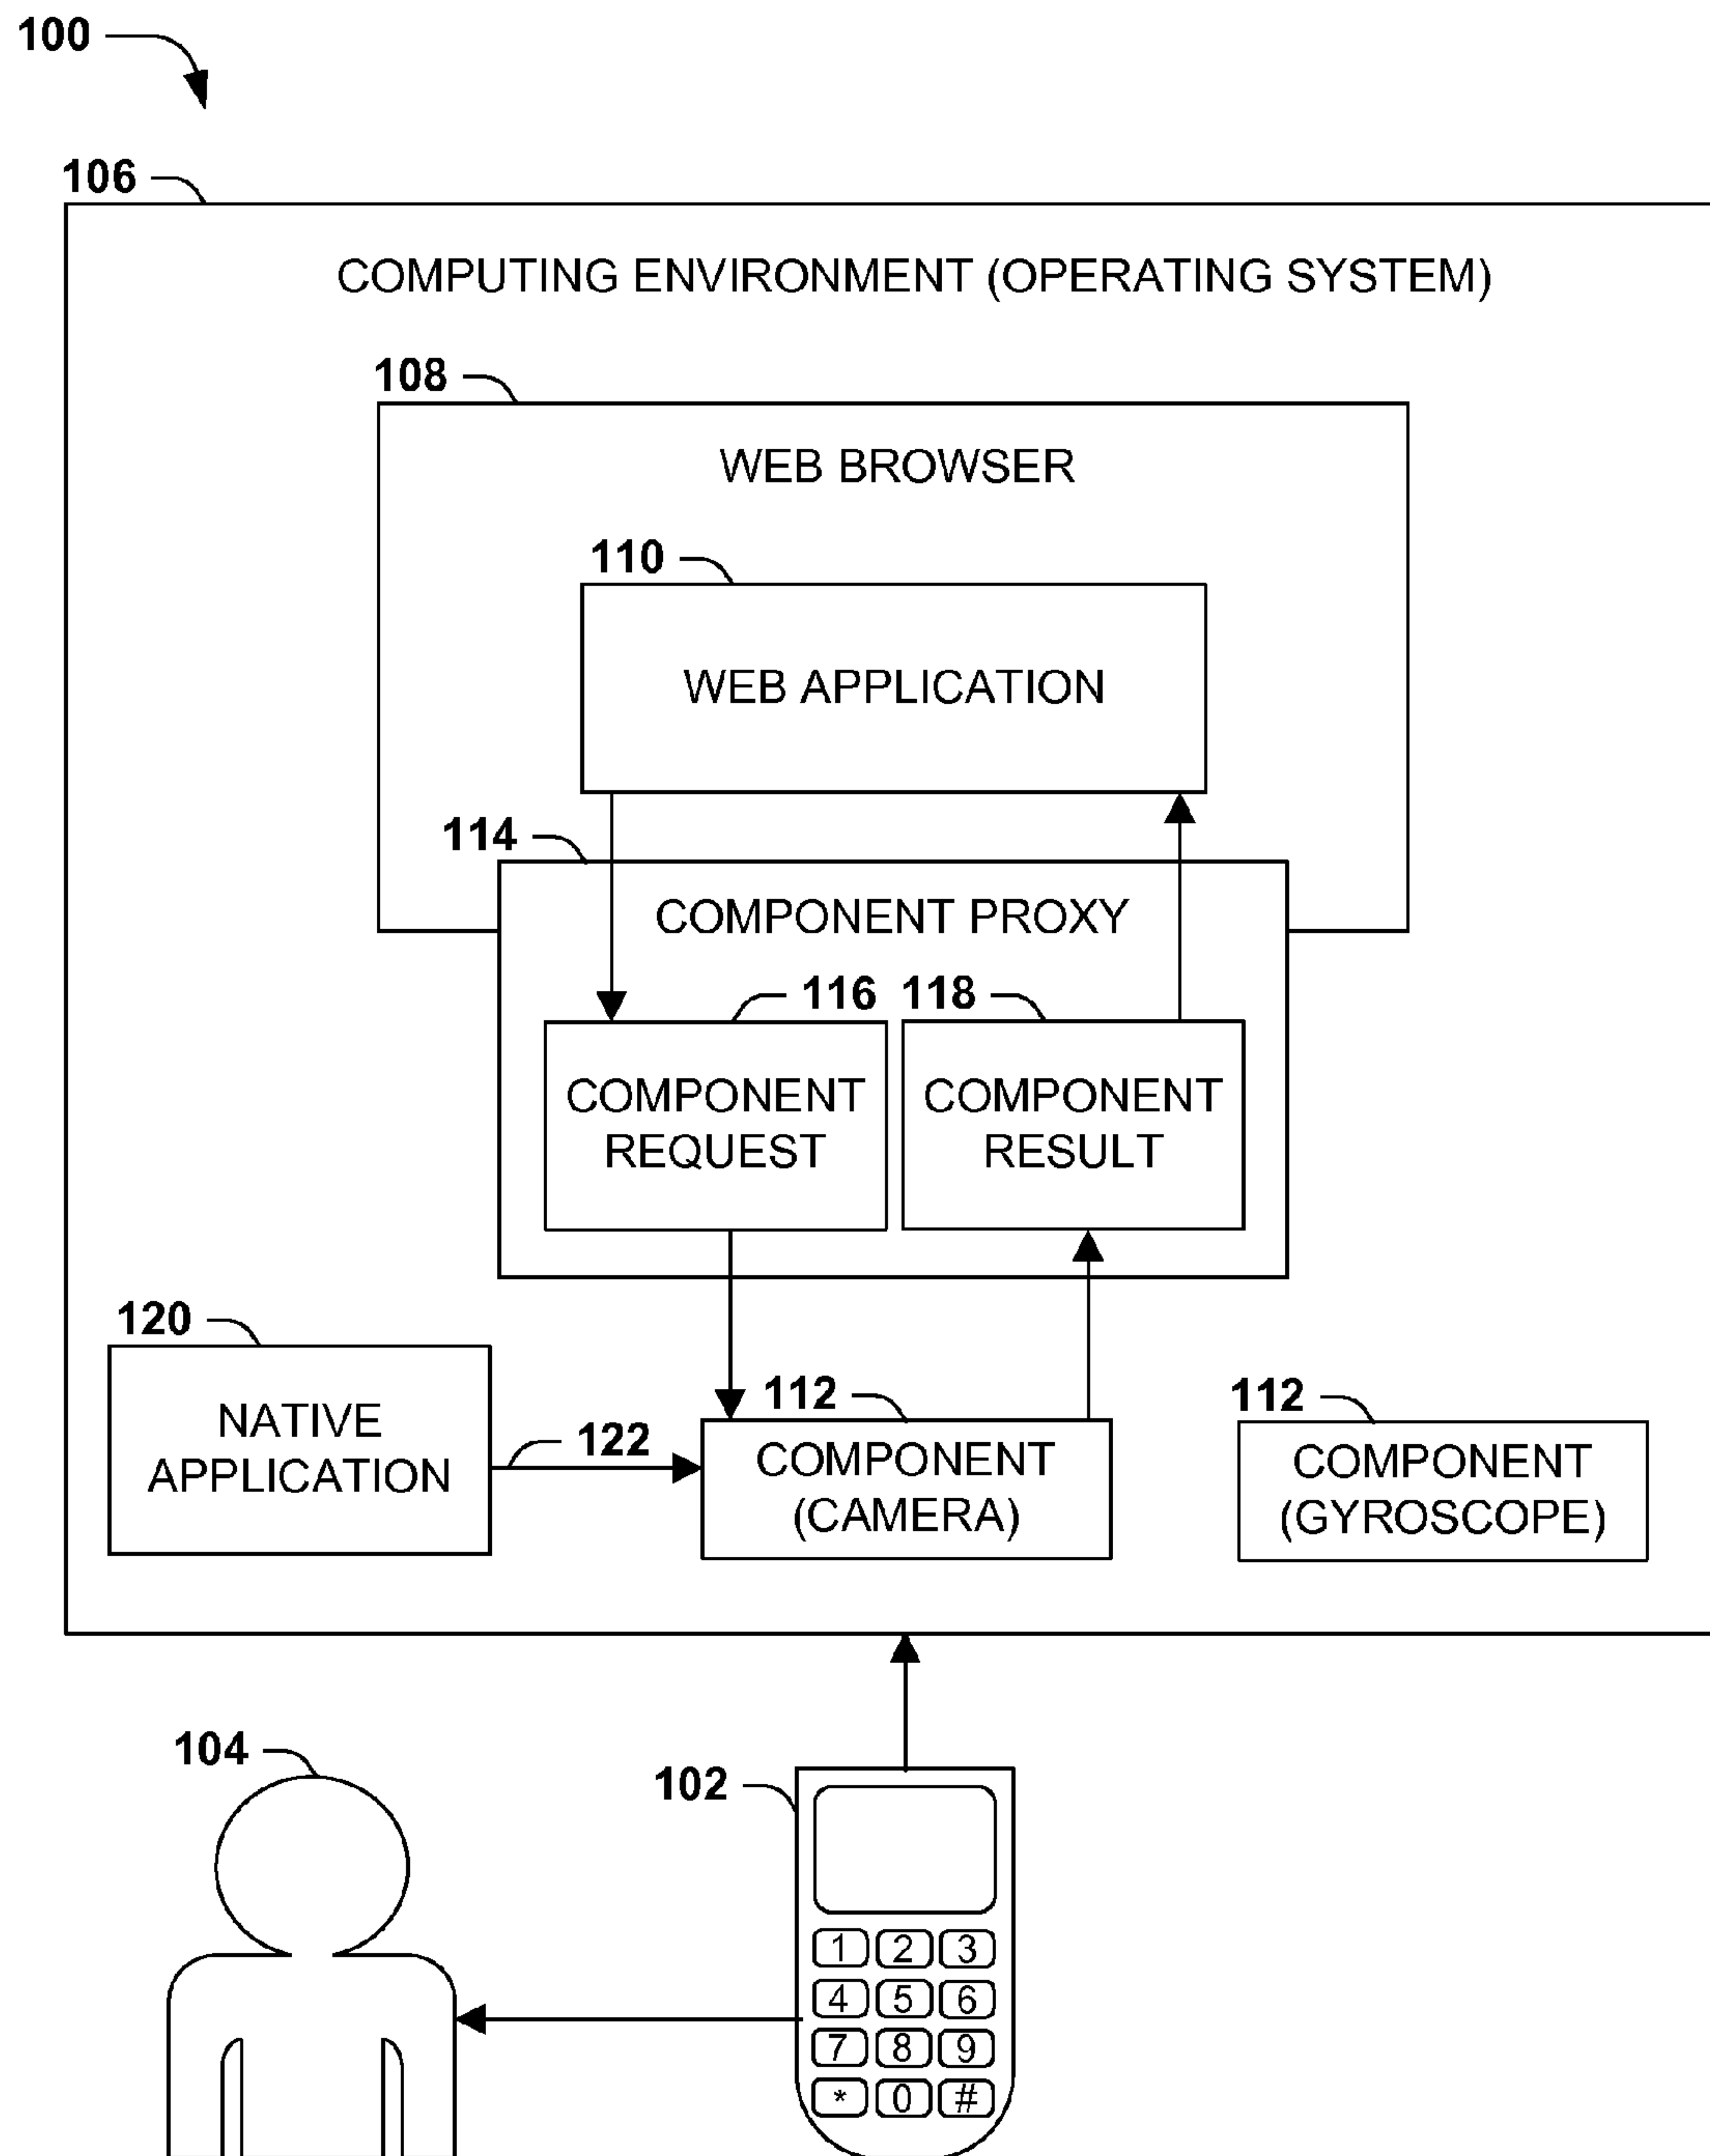 100
106
COMPUTING ENVIRONMENT (OPERATING SYSTEM)
108
WEB BROWSER
110
WEB APPLICATION
114
COMPONENT PROXY
116 118
COMPONENT
REQUEST
COMPONENT
RESULT
120
NATIVE
APPLICATION
122
112
COMPONENT
(CAMERA)
112
COMPONENT
(GYROSCOPE)
104
102
1 2 3
4 5 6
7 8 9
* 0 #